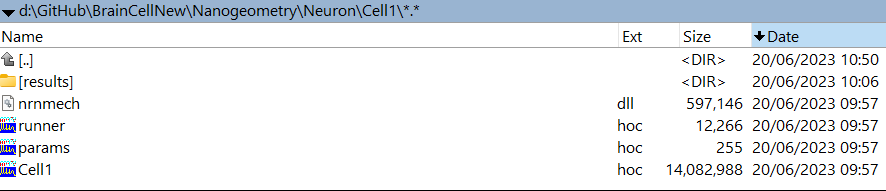 d:\GitHub\BrainCellNew\Nanogeometry\Neuron\Cell1\*.*
Name Ext Size Date
[..] <DIR> 20/06/2023 10:50
[results] <DIR> 20/06/2023 10:06
nrnmech dll 597,146 20/06/2023 09:57
runner hoc 12,266 20/06/2023 09:57
params hoc 255 20/06/2023 09:57
Cell1 hoc 14,082,988 20/06/2023 09:57